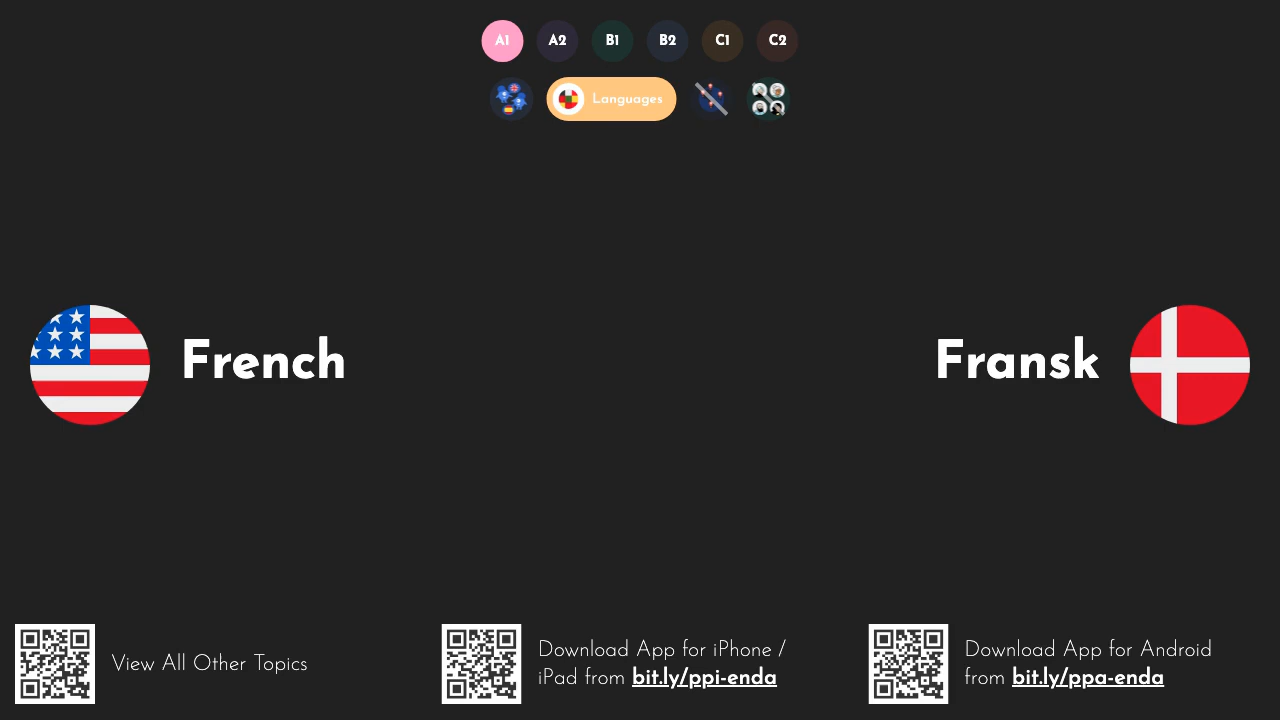 A1 A2 B1 B2 C1 C2
Languages
French
Fransk
View All Other Topics
Download App for iPhone /
iPad from bit.ly/ppi-enda
Download App for Android
from bit.ly/ppa-enda